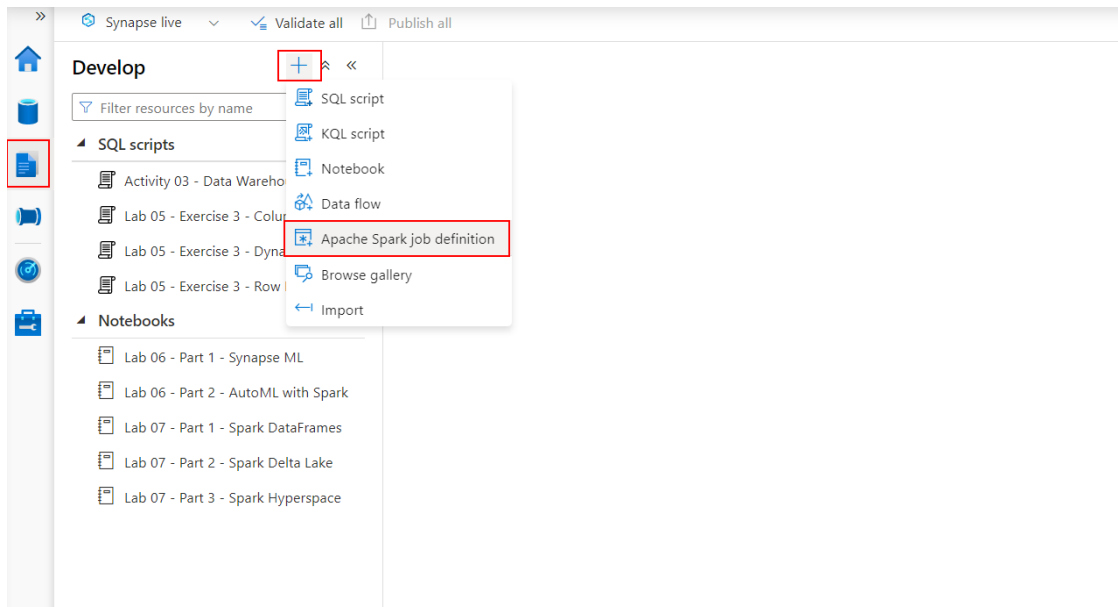 Synapse live Validate all Publish all
Develop
Filter resources by name
SQL script
KQL script
Notebook
Data flow
Apache Spark job definition
Browse gallery
Import
SQL scripts
Activity 03 - Data Wareho
Lab 05 - Exercise 3 - Colu
Lab 05 - Exercise 3 - Dyna
Lab 05 - Exercise 3 - Row
Notebooks
Lab 06 - Part 1 - Synapse ML
Lab 06 - Part 2 - AutoML with Spark
Lab 07 - Part 1 - Spark DataFrames
Lab 07 - Part 2 - Spark Delta Lake
Lab 07 - Part 3 - Spark Hyperspace